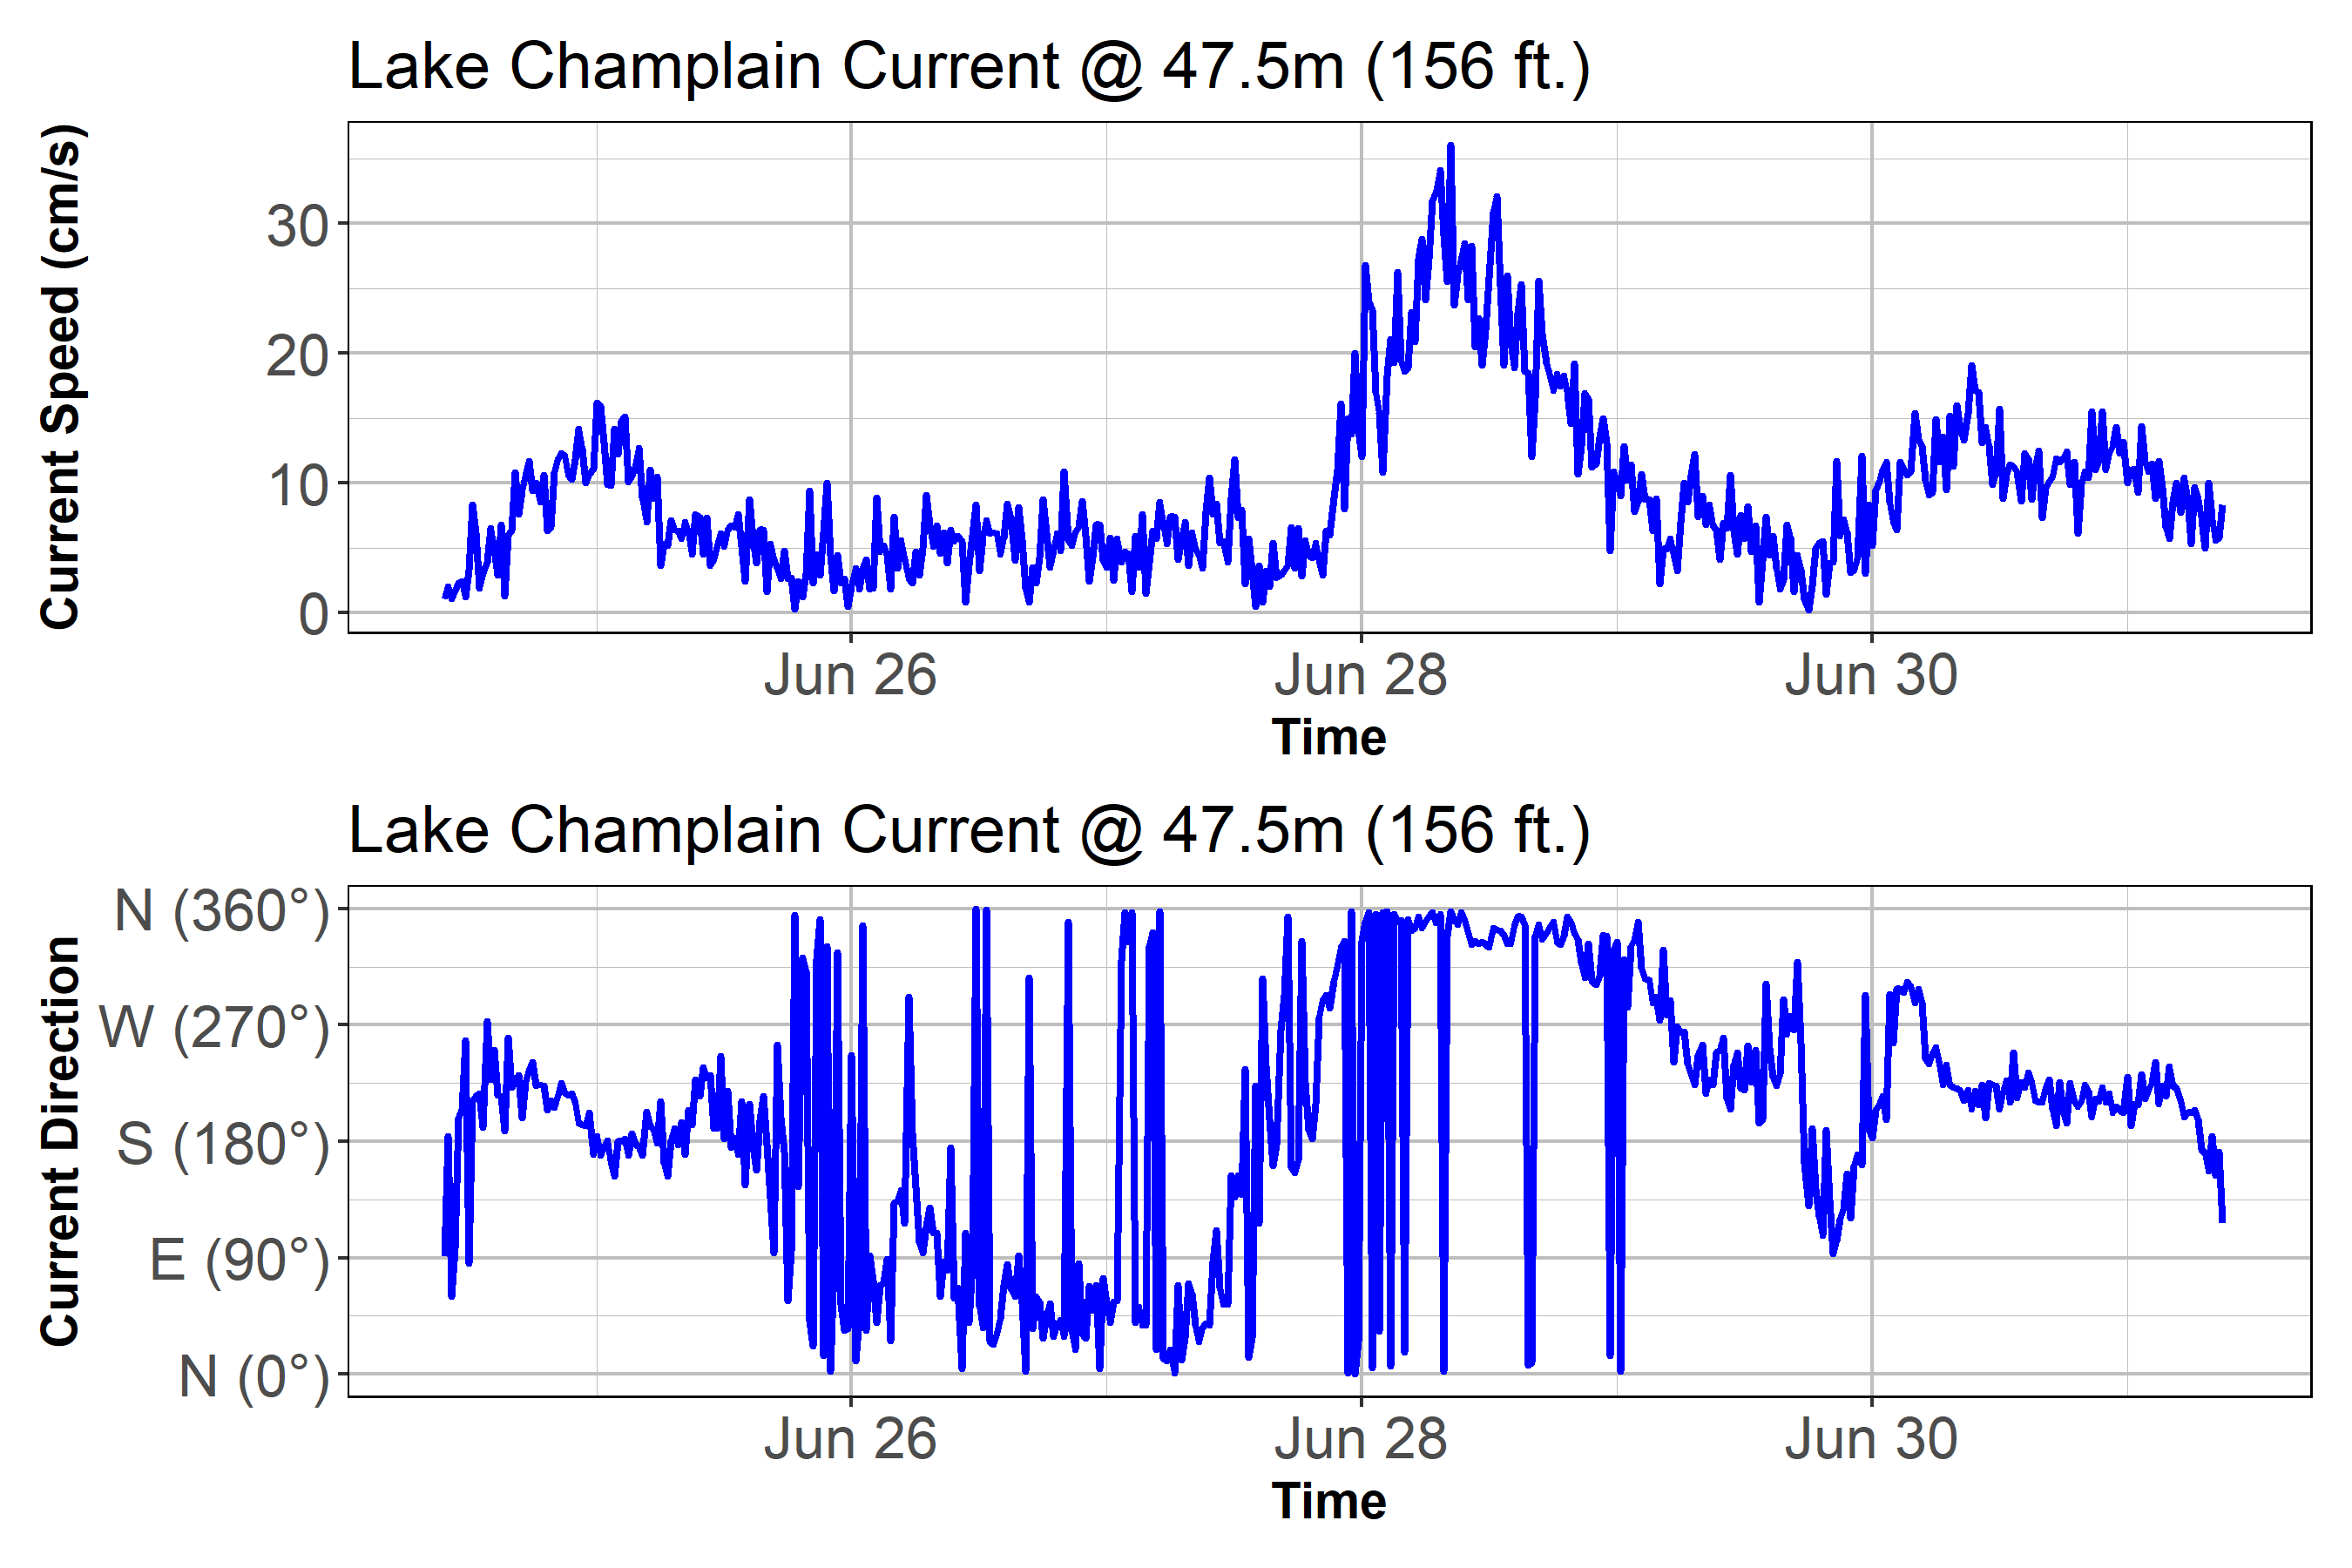 Lake Champlain Current @ 47.5m (156 ft.)
Current Speed (cm/s)
30
20
10
0
Jun 26 Jun 28 Jun 30
Time
Lake Champlain Current @ 47.5m (156 ft.)
Current Direction
N (360°)
W (270°)
S (180°)
E (90°)
N (0°)
Jun 26 Jun 28 Jun 30
Time